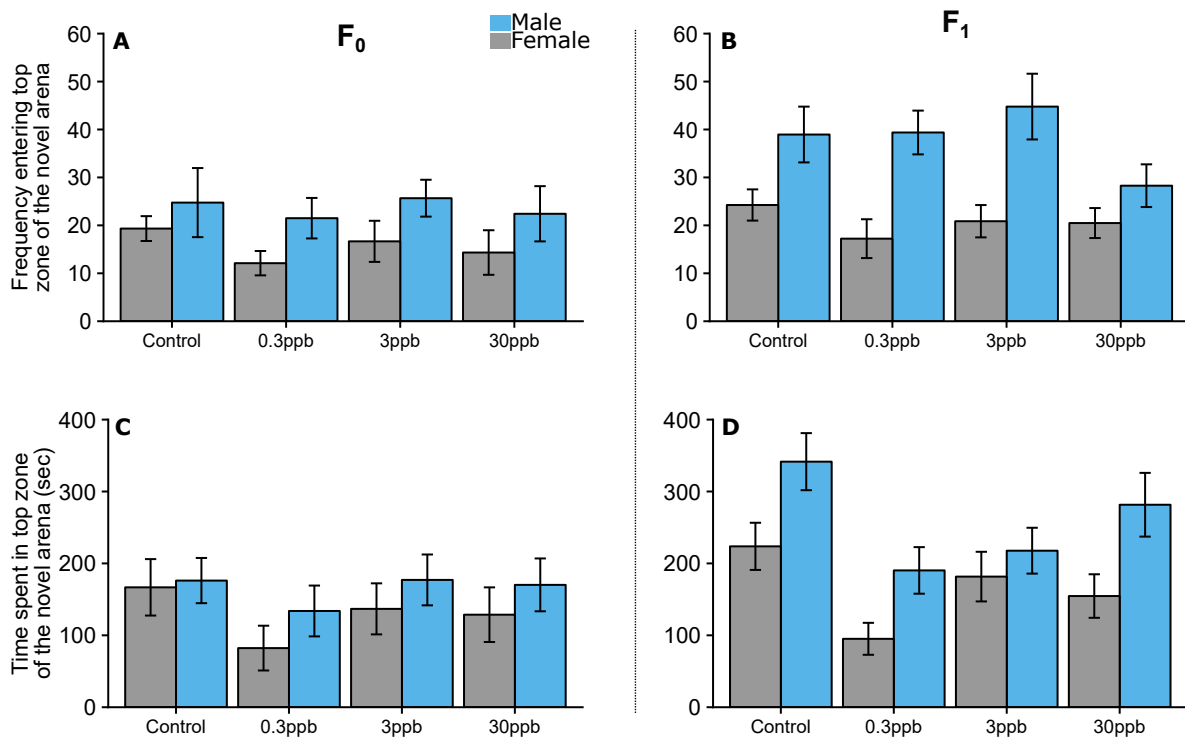 F0
Male
Female
F1
A
60
50
40
30
20
10
0
Frequency entering top
zone of the novel arena
Control
0.3ppb
3ppb
30ppb
B
60
50
40
30
20
10
0
Control
0.3ppb
3ppb
30ppb
C
400
300
200
100
0
Time spent in top zone
of the novel arena (sec)
Control
0.3ppb
3ppb
30ppb
D
400
300
200
100
0
Control
0.3ppb
3ppb
30ppb